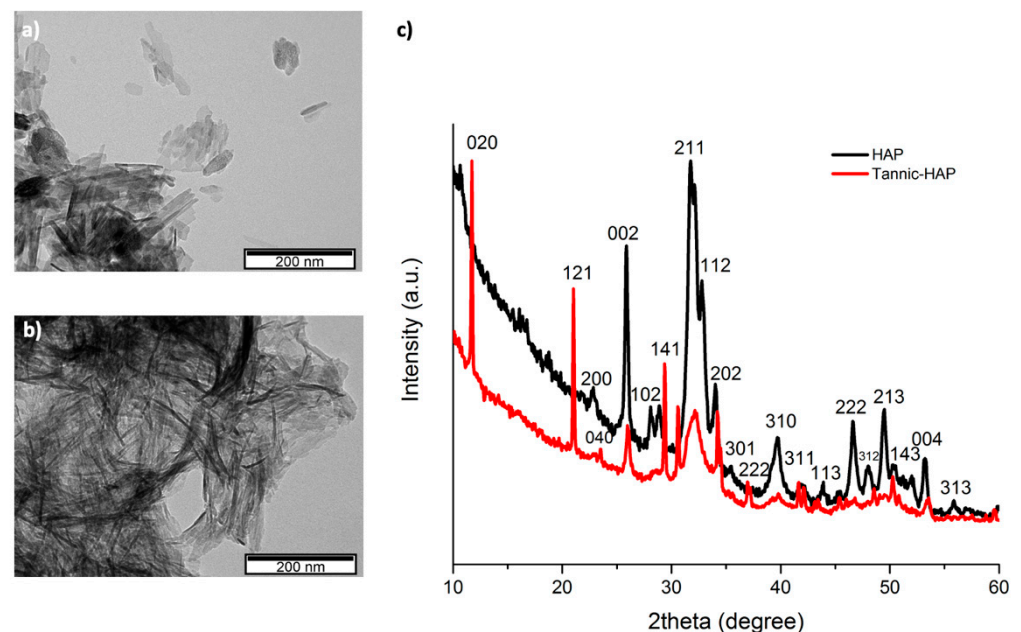 a)
200 nm
b)
200 nm
c)
HAP
Tannic-HAP
020
121
200
040
002
102
141
211
112
202
301
222
310
311
113
222
312
213
143
004
313
Intensity (a.u.)
10 20 30 40 50 60
2theta (degree)